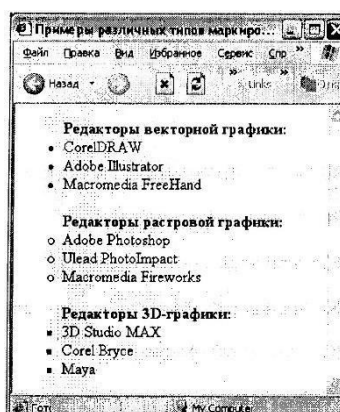 Примеры различных типов маркиро...
Файл Правка Вид Избранное Сервис Спр »
Назад » Links »
Редакторы векторной графики:
• CorelDRAW
• Adobe Illustrator
• Macromedia FreeHand
Редакторы растровой графики:
○ Adobe Photoshop
○ Ulead PhotoImpact
○ Macromedia Fireworks
Редакторы 3D-графики:
▪ 3D Studio MAX
▪ Corel Bryce
▪ Maya
My Computer